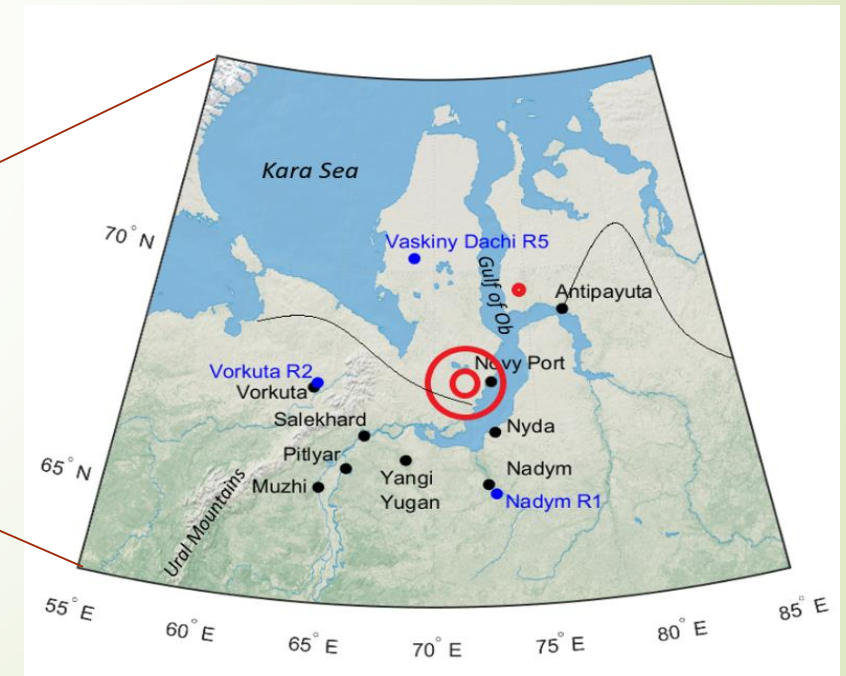 Kara Sea
70° N
Vaskiny Dachi R5
Gulf of Ob
Antipayuta
Novy Port
Vorkuta R2
Vorkuta
Salekhard
Nyda
Pitlyar
65° N
Yangi
Yugan
Nadym
Muzhi
Nadym R1
Ural Mountains
55° E
60° E
65° E
70° E
75° E
80° E
85° E